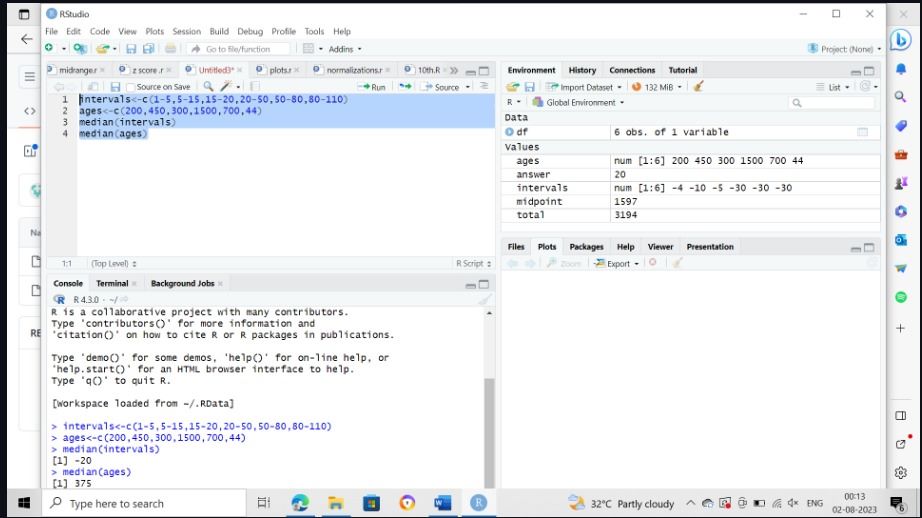 RStudio
File Edit Code View Plots Session Build Debug Profile Tools Help
Go to file/function Addins Project: (None)
midrange.r × z score .r × Untitled3* × plots.r × normalizations.r × 10th.R
Source on Save Run Source
1 intervals<-c(1-5,5-15,15-20,20-50,50-80,80-110)
2 ages<-c(200,450,300,1500,700,44)
3 median(intervals)
4 median(ages)
1:1 (Top Level) R Script
Console Terminal × Background Jobs ×
R 4.3.0 · ~/
R is a collaborative project with many contributors.
Type 'contributors()' for more information and
'citation()' on how to cite R or R packages in publications.
Type 'demo()' for some demos, 'help()' for on-line help, or
'help.start()' for an HTML browser interface to help.
Type 'q()' to quit R.
[Workspace loaded from ~/.RData]
> intervals<-c(1-5,5-15,15-20,20-50,50-80,80-110)
> ages<-c(200,450,300,1500,700,44)
> median(intervals)
[1] -20
> median(ages)
[1] 375
Environment History Connections Tutorial
Import Dataset 132 MiB List
R Global Environment
Data
df 6 obs. of 1 variable
Values
ages num [1:6] 200 450 300 1500 700 44
answer 20
intervals num [1:6] -4 -10 -5 -30 -30 -30
midpoint 1597
total 3194
Files Plots Packages Help Viewer Presentation
Zoom Export
Na
RE
Type here to search
32°C Partly cloudy ENG 00:13
02-08-2023
6